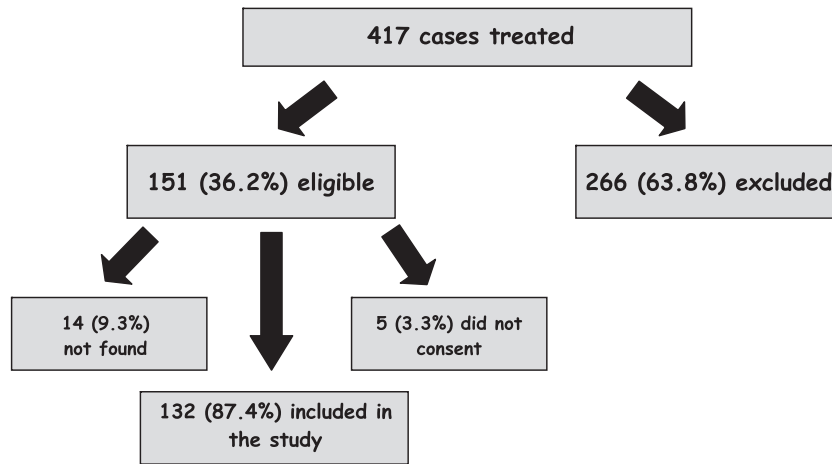 417 cases treated
151 (36.2%) eligible
266 (63.8%) excluded
14 (9.3%)
not found
5 (3.3%) did not
consent
132 (87.4%) included in
the study